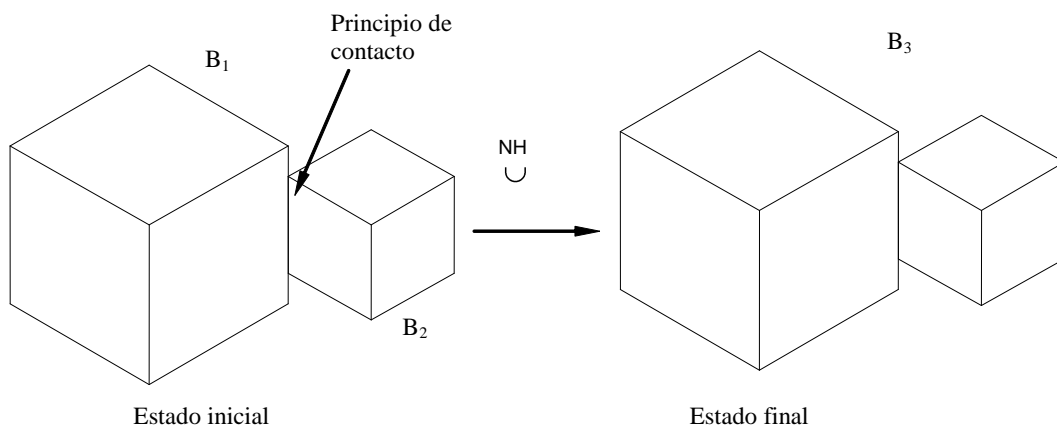 Principio de
contacto
B₁
B₃
NH
∪
B₂
Estado inicial
Estado final